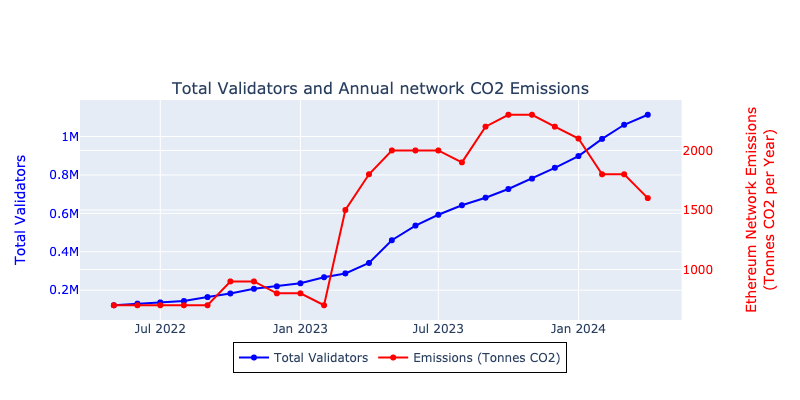 Total Validators and Annual network CO2 Emissions
Total Validators
1M
0.8M
0.6M
0.4M
0.2M
2000
1500
1000
Ethereum Network Emissions
(Tonnes CO2 per Year)
Jul 2022
Jan 2023
Jul 2023
Jan 2024
Total Validators
Emissions (Tonnes CO2)